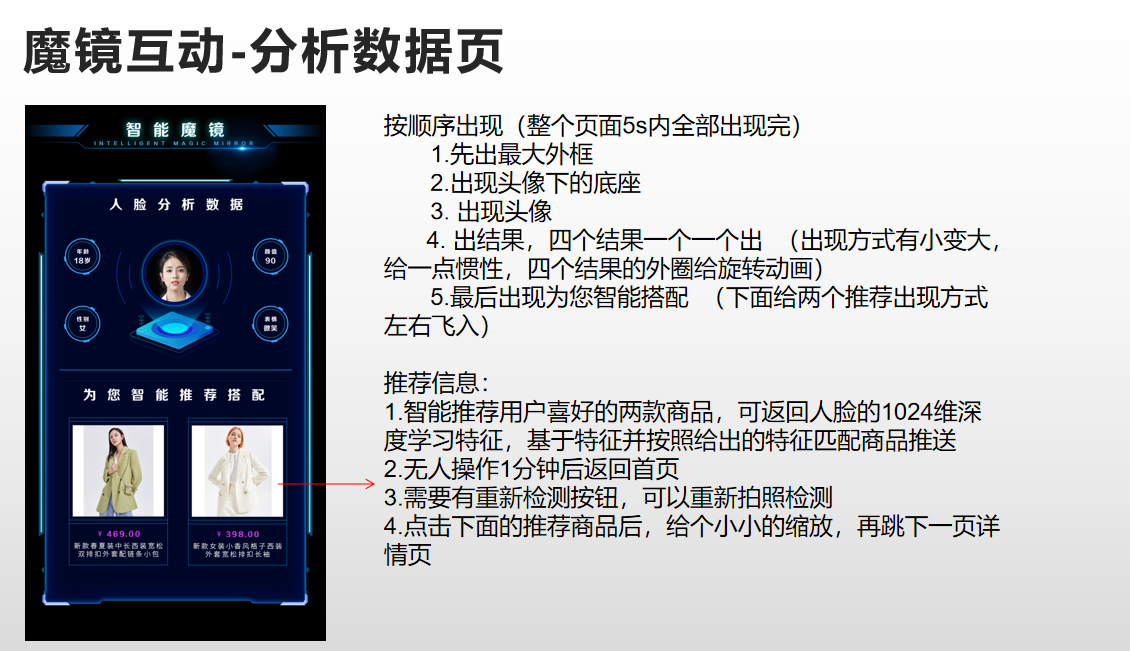 魔镜互动-分析数据页
智能魔镜
INTELLIGENT MAGIC MIRROR
人脸分析数据
年龄
18岁
颜值
90
性别
女
表情
微笑
为您智能推荐搭配
¥ 469.00
新款春夏装中长西装宽松
双排扣外套配链条小包
¥ 398.00
新款女装小香风格子西装
外套宽松排扣长袖
按顺序出现（整个页面5s内全部出现完）
1.先出最大外框
2.出现头像下的底座
3. 出现头像
4. 出结果，四个结果一个一个出 （出现方式有小变大，
给一点惯性，四个结果的外圈给旋转动画）
5.最后出现为您智能搭配 （下面给两个推荐出现方式
左右飞入）
推荐信息：
1.智能推荐用户喜好的两款商品，可返回人脸的1024维深
度学习特征，基于特征并按照给出的特征匹配商品推送
2.无人操作1分钟后返回首页
3.需要有重新检测按钮，可以重新拍照检测
4.点击下面的推荐商品后，给个小小的缩放，再跳下一页详
情页